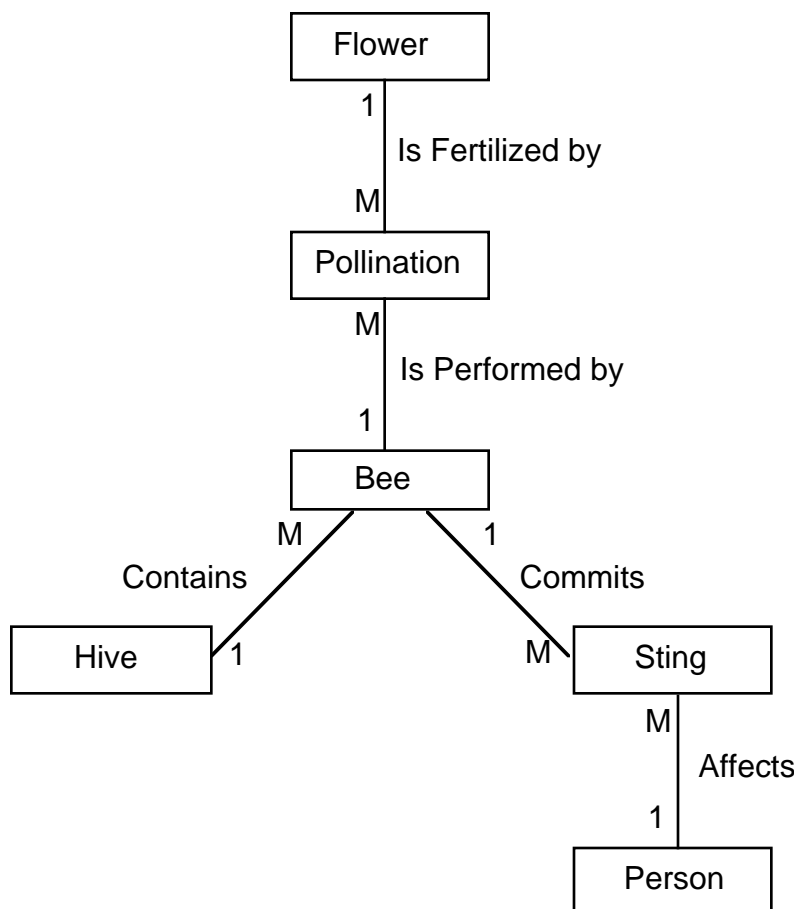 Flower
1
Is Fertilized by
M
Pollination
M
Is Performed by
1
Bee
M 1
Contains Commits
Hive 1 M Sting
M
Affects
1
Person